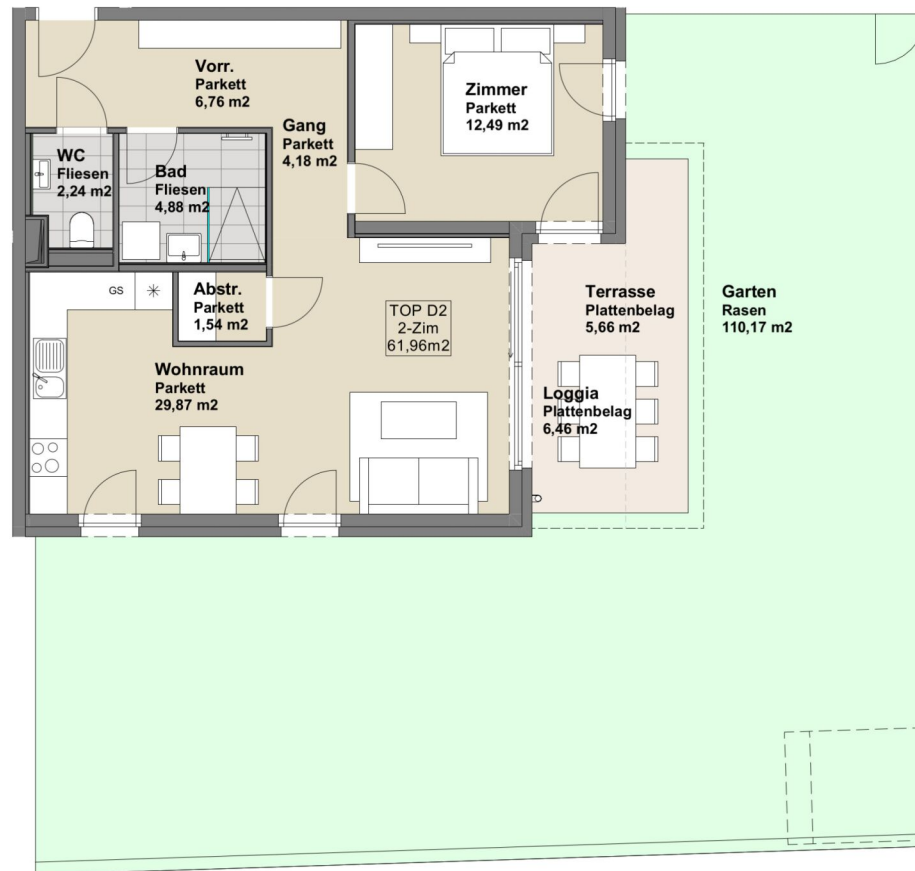 Vorr.
Parkett
6,76 m2
Zimmer
Parkett
12,49 m2
Gang
Parkett
4,18 m2
WC
Fliesen
2,24 m2
Bad
Fliesen
4,88 m2
Abstr.
Parkett
1,54 m2
GS
TOP D2
2-Zim
61,96m2
Terrasse
Plattenbelag
5,66 m2
Garten
Rasen
110,17 m2
Wohnraum
Parkett
29,87 m2
Loggia
Plattenbelag
6,46 m2